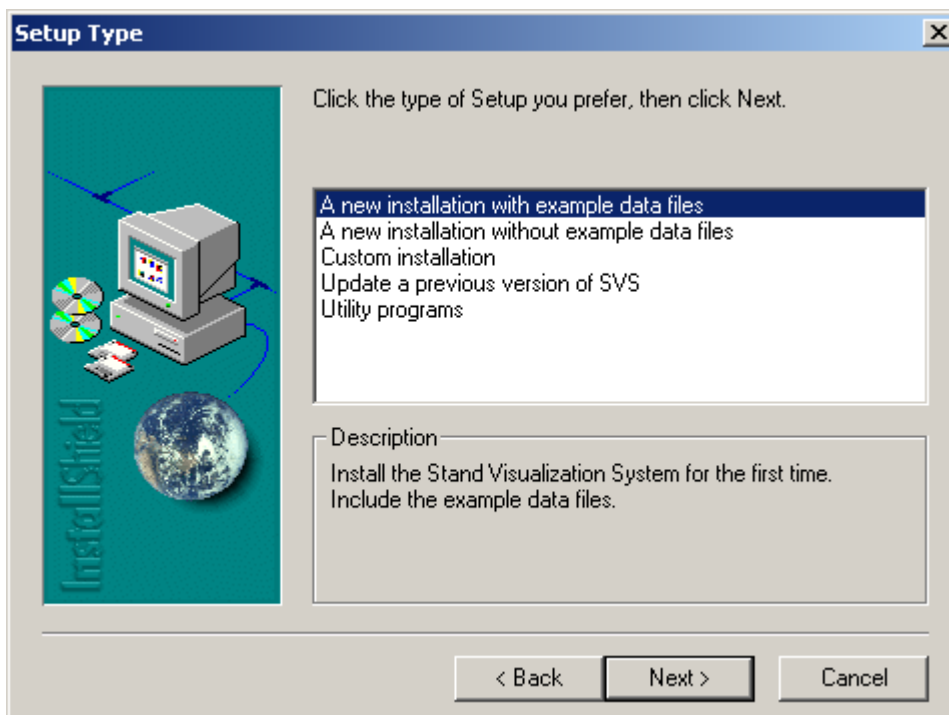 Setup Type
Click the type of Setup you prefer, then click Next.
A new installation with example data files
A new installation without example data files
Custom installation
Update a previous version of SVS
Utility programs
InstallShield
Description
Install the Stand Visualization System for the first time.
Include the example data files.
< Back
Next >
Cancel